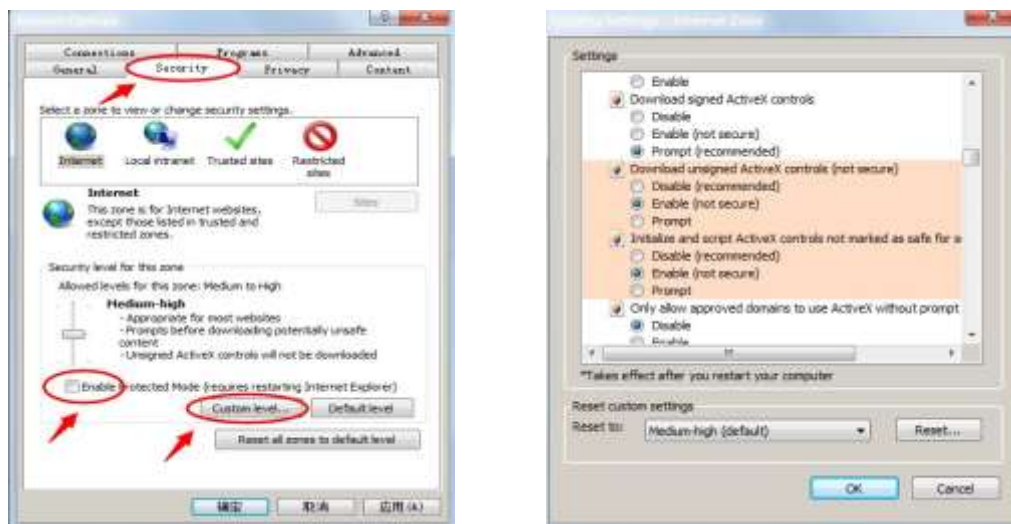 Connections Programs Advanced
General Security Privacy Content
Select a zone to view or change security settings.
Internet Local intranet Trusted sites Restricted
sites
Internet
This zone is for Internet websites,
except those listed in trusted and
restricted zones.
Sites
Security level for this zone
Allowed levels for this zone: Medium to High
Medium-high
- Appropriate for most websites
- Prompts before downloading potentially unsafe
content
- Unsigned ActiveX controls will not be downloaded
Enable Protected Mode (requires restarting Internet Explorer)
Custom level... Default level
Reset all zones to default level
确定 取消 应用(A)
Security Settings - Internet Zone
Settings
Enable
Download signed ActiveX controls
Disable
Enable (not secure)
Prompt (recommended)
Download unsigned ActiveX controls (not secure)
Disable (recommended)
Enable (not secure)
Prompt
Initialize and script ActiveX controls not marked as safe for s
Disable (recommended)
Enable (not secure)
Prompt
Only allow approved domains to use ActiveX without prompt
Disable
Enable
*Takes effect after you restart your computer
Reset custom settings
Reset to: Medium-high (default) Reset...
OK Cancel